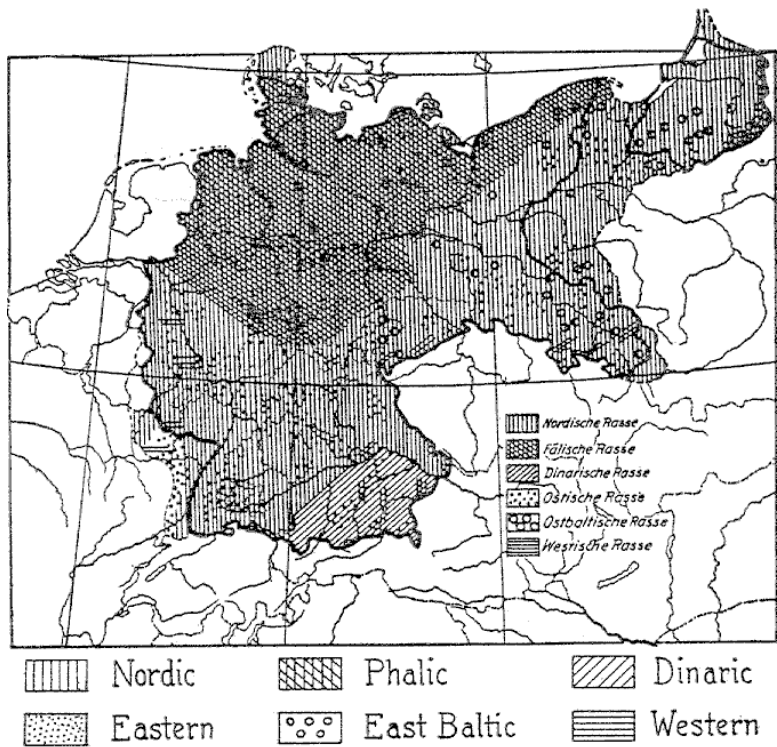 Nordische Rasse
Fälische Rasse
Dinarische Rasse
Ostische Rasse
Ostbaltische Rasse
Westische Rasse
Nordic
Phalic
Dinaric
Eastern
East Baltic
Western